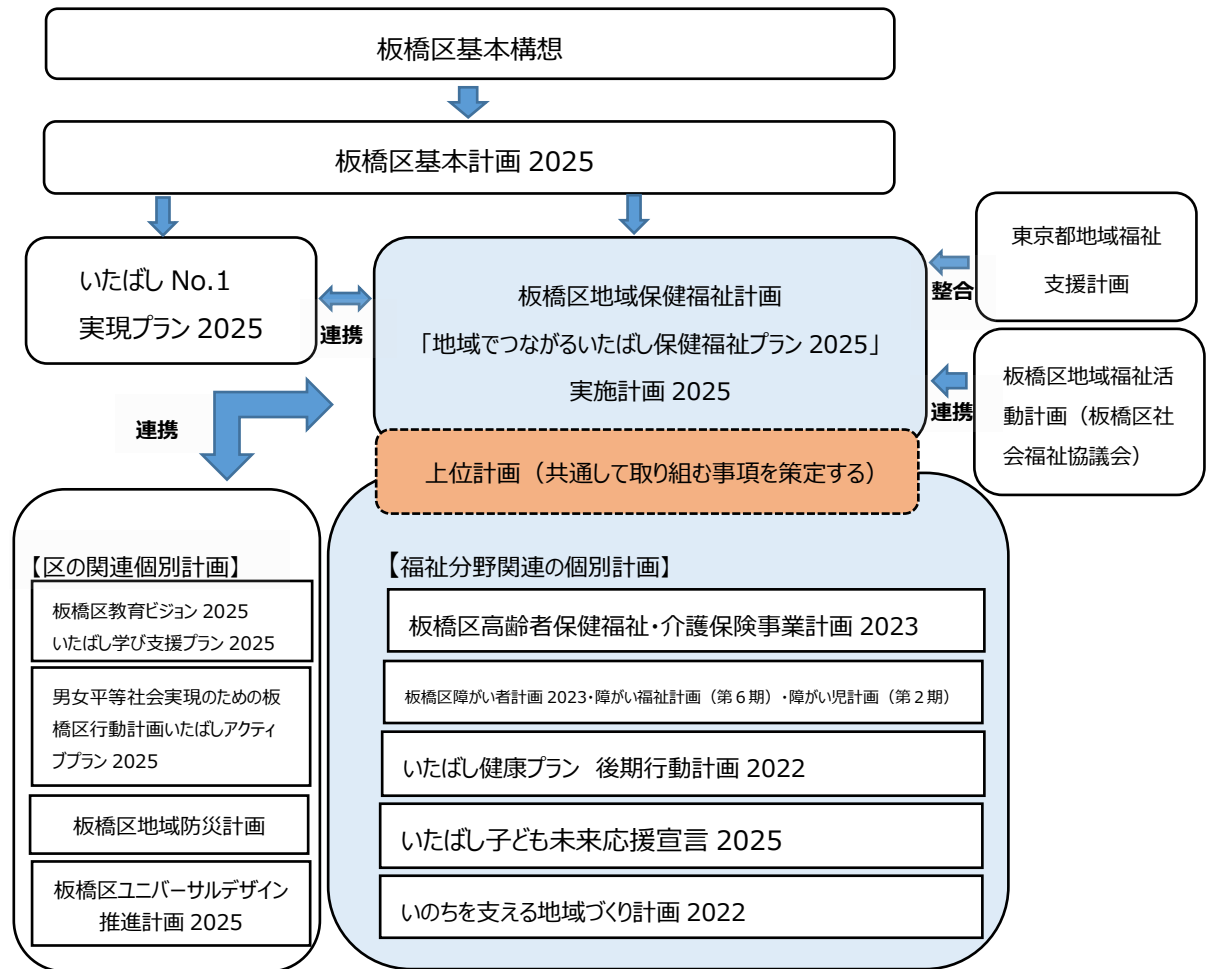 板橋区基本構想
板橋区基本計画 2025
いたばし No.1
実現プラン 2025
連携
板橋区地域保健福祉計画
「地域でつながるいたばし保健福祉プラン 2025」
実施計画 2025
整合
東京都地域福祉
支援計画
連携
板橋区地域福祉活
動計画（板橋区社
会福祉協議会）
連携
上位計画（共通して取り組む事項を策定する）
【区の関連個別計画】
板橋区教育ビジョン 2025
いたばし学び支援プラン 2025
男女平等社会実現のための板
橋区行動計画いたばしアクティ
ブプラン 2025
板橋区地域防災計画
板橋区ユニバーサルデザイン
推進計画 2025
【福祉分野関連の個別計画】
板橋区高齢者保健福祉・介護保険事業計画 2023
板橋区障がい者計画 2023・障がい福祉計画（第６期）・障がい児計画（第２期）
いたばし健康プラン　後期行動計画 2022
いたばし子ども未来応援宣言 2025
いのちを支える地域づくり計画 2022